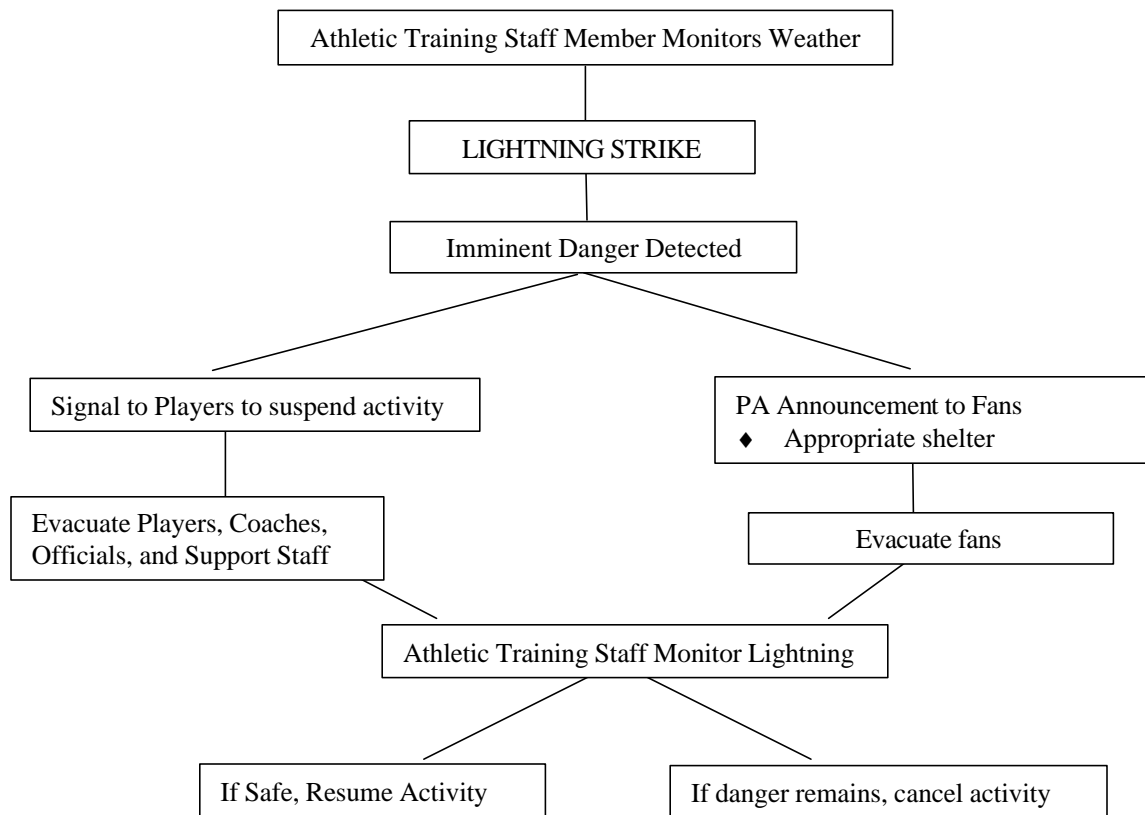 Athletic Training Staff Member Monitors Weather
LIGHTNING STRIKE
Imminent Danger Detected
Signal to Players to suspend activity
PA Announcement to Fans
♦ Appropriate shelter
Evacuate Players, Coaches,
Officials, and Support Staff
Evacuate fans
Athletic Training Staff Monitor Lightning
If Safe, Resume Activity
If danger remains, cancel activity